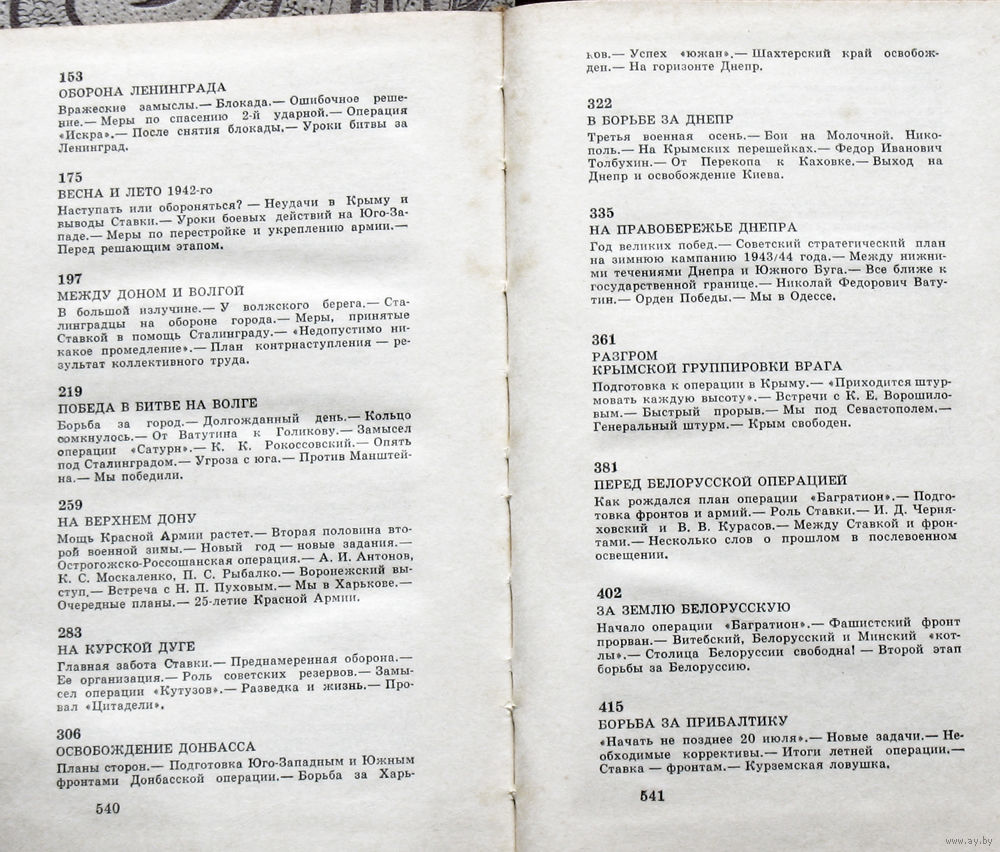 153
ОБОРОНА ЛЕНИНГРАДА
Вражеские замыслы.— Блокада.— Ошибочное реше-
ние.— Меры по спасению 2-й ударной.— Операция
«Искра».— После снятия блокады.— Уроки битвы за
Ленинград.
175
ВЕСНА И ЛЕТО 1942-го
Наступать или обороняться? — Неудачи в Крыму и
выводы Ставки.— Уроки боевых действий на Юго-За-
паде.— Меры по перестройке и укреплению армии.—
Перед решающим этапом.
197
МЕЖДУ ДОНОМ И ВОЛГОЙ
В большой излучине.— У волжского берега.— Ста-
линградцы на обороне города.— Меры, принятые
Ставкой в помощь Сталинграду.— «Недопустимо ни-
какое промедление».— План контрнаступления — ре-
зультат коллективного труда.
219
ПОБЕДА В БИТВЕ НА ВОЛГЕ
Борьба за город.— Долгожданный день.— Кольцо
сомкнулось.— От Ватутина к Голикову.— Замысел
операции «Сатурн».— К. К. Рокоссовский.— Опять
под Сталинградом.— Угроза с юга.— Против Манштей-
на.— Мы победили.
259
НА ВЕРХНЕМ ДОНУ
Мощь Красной Армии растет.— Вторая половина вто-
рой военной зимы.— Новый год — новые задания.—
Острогожско-Россошанская операция.— А. И. Антонов,
К. С. Москаленко, П. С. Рыбалко.— Воронежский вы-
ступ.— Встреча с Н. П. Пуховым.— Мы в Харькове.—
Очередные планы.— 25-летие Красной Армии.
283
НА КУРСКОЙ ДУГЕ
Главная забота Ставки.— Преднамеренная оборона.—
Ее организация.— Роль советских резервов.— Замы-
сел операции «Кутузов».— Разведка и жизнь.— Про-
вал «Цитадели».
306
ОСВОБОЖДЕНИЕ ДОНБАССА
Планы сторон.— Подготовка Юго-Западным и Южным
фронтами Донбасской операции.— Борьба за Харь-
540
ков.— Успех «южан».— Шахтерский край освобож-
ден.— На горизонте Днепр.
322
В БОРЬБЕ ЗА ДНЕПР
Третья военная осень.— Бои на Молочной. Нико-
поль.— На Крымских перешейках.— Федор Иванович
Толбухин.— От Перекопа к Каховке.— Выход на
Днепр и освобождение Киева.
335
НА ПРАВОБЕРЕЖЬЕ ДНЕПРА
Год великих побед.— Советский стратегический план
на зимнюю кампанию 1943/44 года.— Между нижни-
ми течениями Днепра и Южного Буга.— Все ближе к
государственной границе.— Николай Федорович Вату-
тин.— Орден Победы.— Мы в Одессе.
361
РАЗГРОМ
КРЫМСКОЙ ГРУППИРОВКИ ВРАГА
Подготовка к операции в Крыму.— «Приходится штур-
мовать каждую высоту».— Встречи с К. Е. Ворошило-
вым.— Быстрый прорыв.— Мы под Севастополем.—
Генеральный штурм.— Крым свободен.
381
ПЕРЕД БЕЛОРУССКОЙ ОПЕРАЦИЕЙ
Как рождался план операции «Багратион».— Подго-
товка фронтов и армий.— Роль Ставки.— И. Д. Черня-
ховский и В. В. Курасов.— Между Ставкой и фрон-
тами.— Несколько слов о прошлом в послевоенном
освещении.
402
ЗА ЗЕМЛЮ БЕЛОРУССКУЮ
Начало операции «Багратион».— Фашистский фронт
прорван.— Витебский, Белорусский и Минский «кот-
лы».— Столица Белоруссии свободна! — Второй этап
борьбы за Белоруссию.
415
БОРЬБА ЗА ПРИБАЛТИКУ
«Начать не позднее 20 июля».— Новые задачи.— Не-
обходимые коррективы.— Итоги летней операции.—
Ставка — фронтам.— Курземская ловушка.
541
www.ay.by